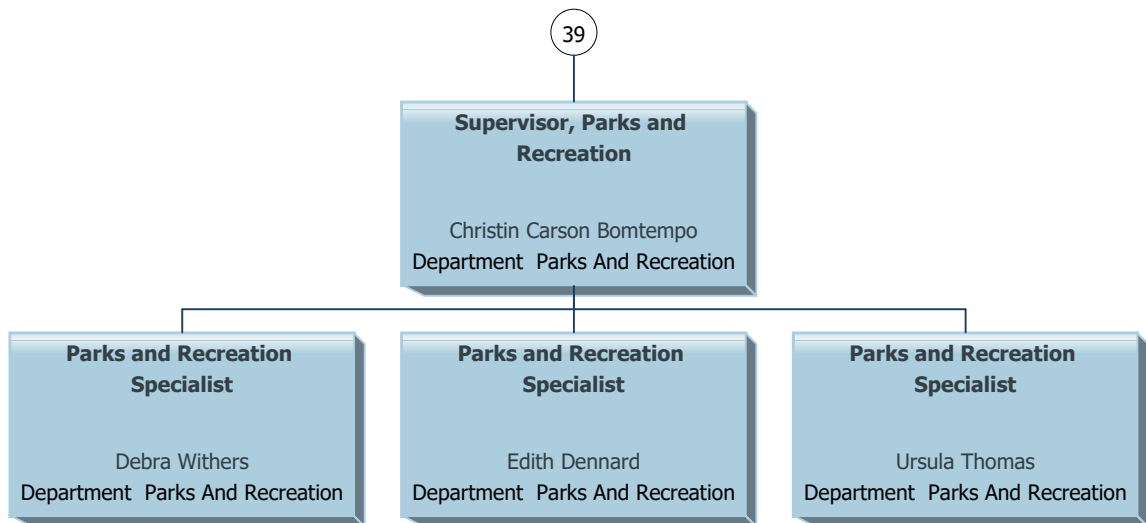 39
Supervisor, Parks and
Recreation
Christin Carson Bomtempo
Department Parks And Recreation
Parks and Recreation
Specialist
Debra Withers
Department Parks And Recreation
Parks and Recreation
Specialist
Edith Dennard
Department Parks And Recreation
Parks and Recreation
Specialist
Ursula Thomas
Department Parks And Recreation